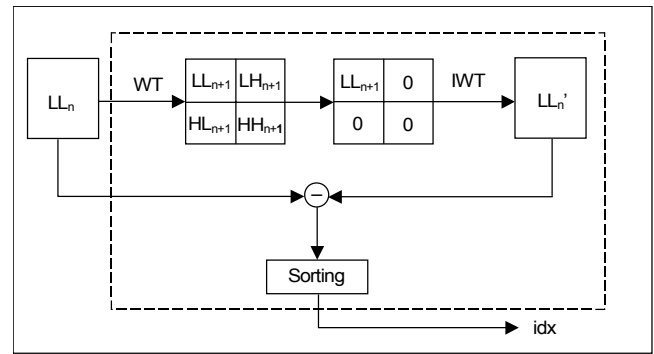 LLₙ
WT
LLₙ₊₁ LHₙ₊₁
HLₙ₊₁ HHₙ₊₁
LLₙ₊₁ 0
0 0
IWT
LLₙ’
−
Sorting
idx